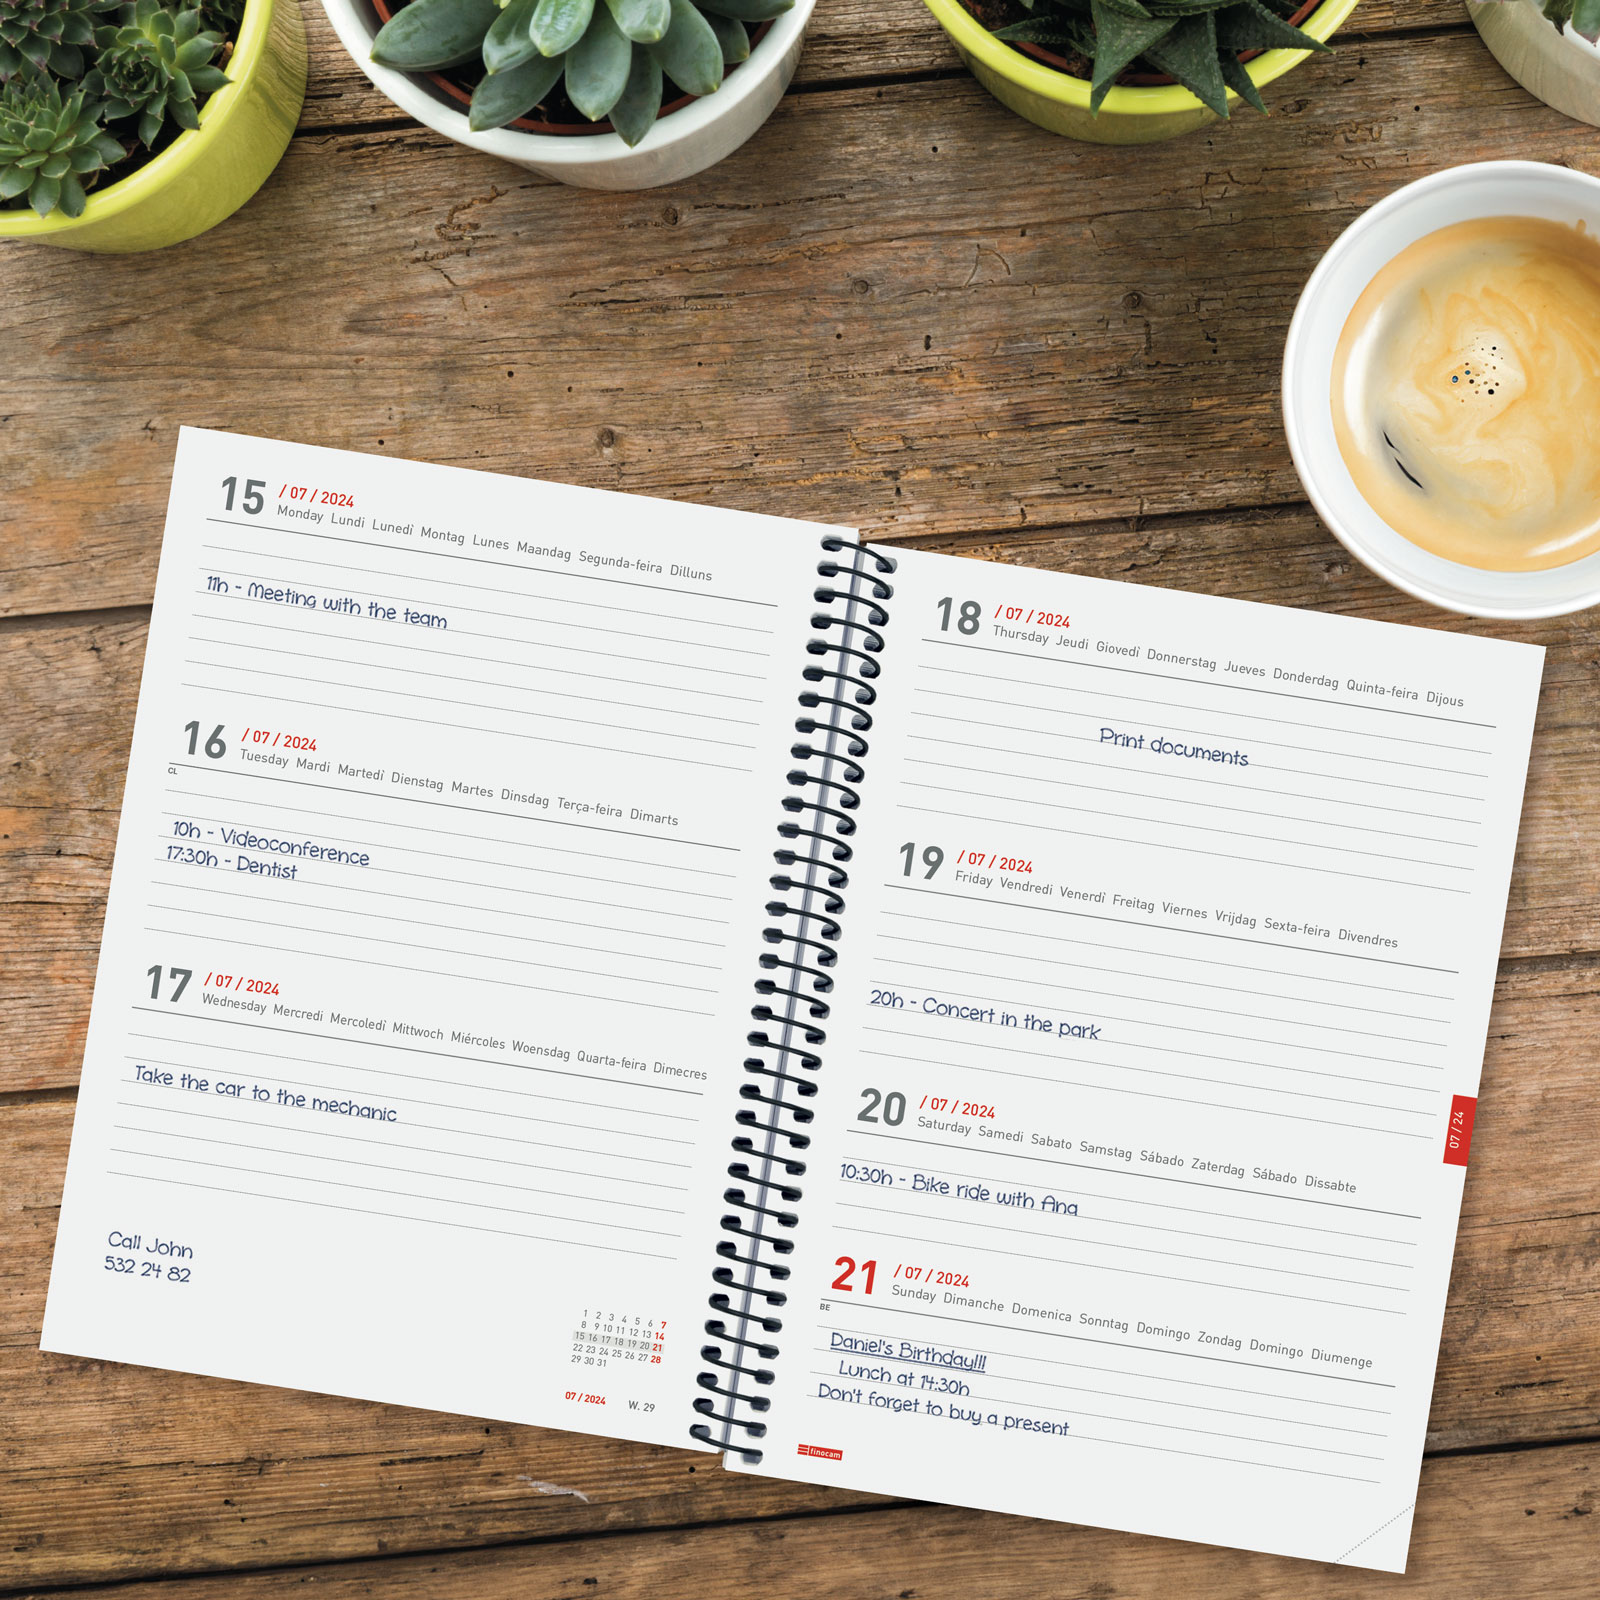 15 / 07 / 2024
Monday Lundi Lunedì Montag Lunes Maandag Segunda-feira Dilluns
11h - Meeting with the team
16 / 07 / 2024
Tuesday Mardi Martedì Dienstag Martes Dinsdag Terça-feira Dimarts
CL
10h - Videoconference
17:30h - Dentist
17 / 07 / 2024
Wednesday Mercredi Mercoledì Mittwoch Miércoles Woensdag Quarta-feira Dimecres
Take the car to the mechanic
Call John
532 24 82
1 2 3 4 5 6 7
8 9 10 11 12 13 14
15 16 17 18 19 20 21
22 23 24 25 26 27 28
29 30 31
07 / 2024 W. 29
18 / 07 / 2024
Thursday Jeudi Giovedì Donnerstag Jueves Donderdag Quinta-feira Dijous
Print documents
19 / 07 / 2024
Friday Vendredi Venerdì Freitag Viernes Vrijdag Sexta-feira Divendres
20h - Concert in the park
20 / 07 / 2024
Saturday Samedi Sabato Samstag Sábado Zaterdag Sábado Dissabte
10:30h - Bike ride with Ana
07 / 24
21 / 07 / 2024
Sunday Dimanche Domenica Sonntag Domingo Zondag Domingo Diumenge
BE
Daniel's Birthday!!!
Lunch at 14:30h
Don't forget to buy a present
finocam